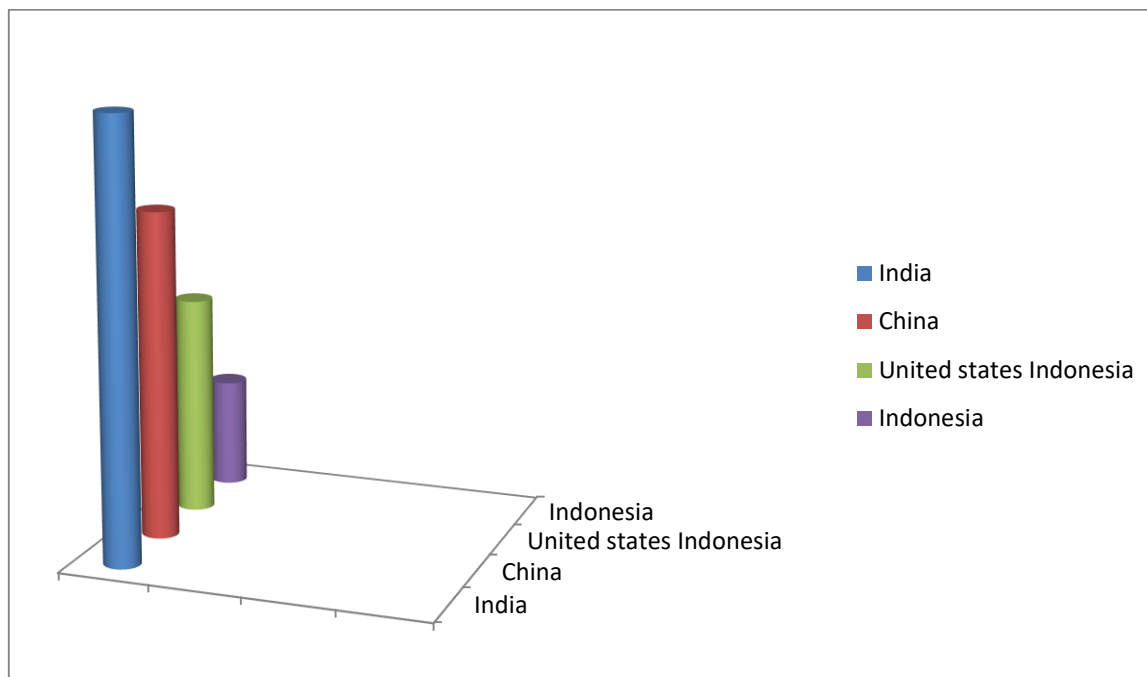 India
China
United states Indonesia
Indonesia
Indonesia
United states Indonesia
China
India